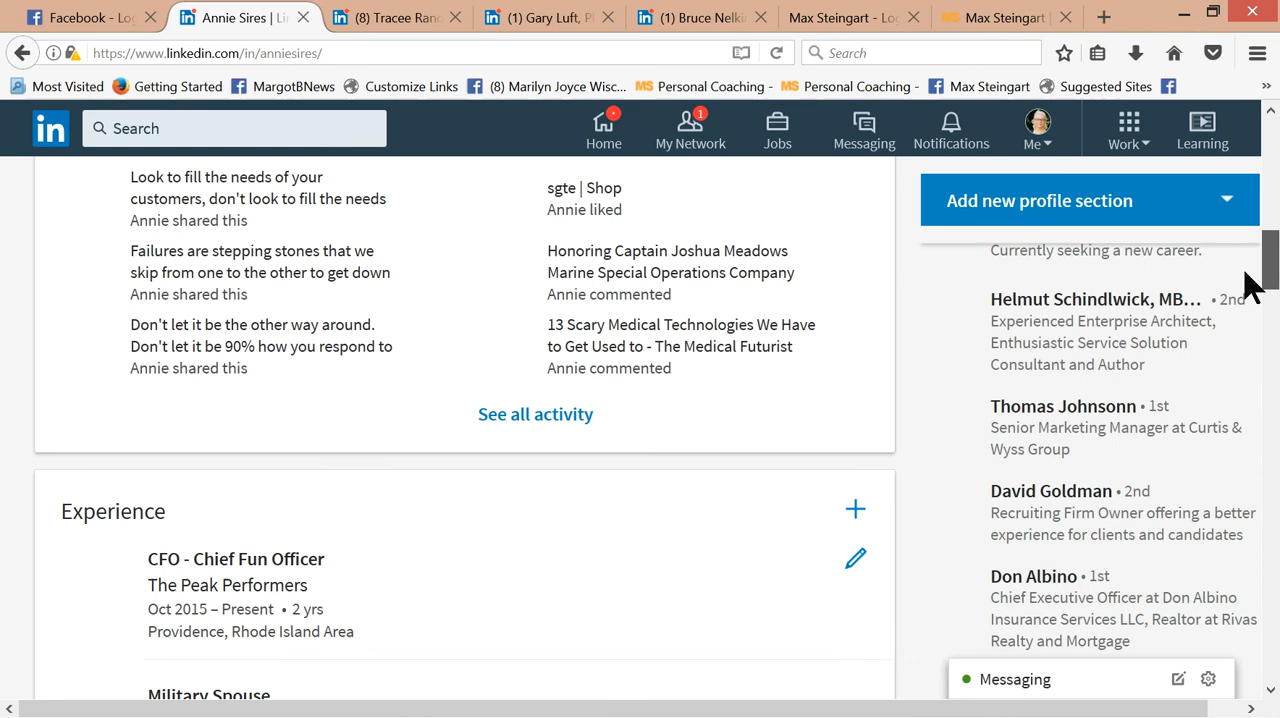 Facebook - Log
Annie Sires | Lin
(8) Tracee Ran
(1) Gary Luft, P
(1) Bruce Nelki
Max Steingart - Log
Max Steingart |
https://www.linkedin.com/in/anniesires/
Search
Most Visited
Getting Started
MargotBNews
Customize Links
(8) Marilyn Joyce Wisc...
Personal Coaching -
Personal Coaching -
Max Steingart
Suggested Sites
in
Search
Home
1
My Network
Jobs
Messaging
Notifications
Me
Work
Learning
Look to fill the needs of your
customers, don't look to fill the needs
Annie shared this
Failures are stepping stones that we
skip from one to the other to get down
Annie shared this
Don't let it be the other way around.
Don't let it be 90% how you respond to
Annie shared this
sgte | Shop
Annie liked
Honoring Captain Joshua Meadows
Marine Special Operations Company
Annie commented
13 Scary Medical Technologies We Have
to Get Used to - The Medical Futurist
Annie commented
See all activity
Experience
CFO - Chief Fun Officer
The Peak Performers
Oct 2015 – Present • 2 yrs
Providence, Rhode Island Area
Military Spouse
Add new profile section
Currently seeking a new career.
Helmut Schindlwick, MB... • 2nd
Experienced Enterprise Architect,
Enthusiastic Service Solution
Consultant and Author
Thomas Johnsonn • 1st
Senior Marketing Manager at Curtis &
Wyss Group
David Goldman • 2nd
Recruiting Firm Owner offering a better
experience for clients and candidates
Don Albino • 1st
Chief Executive Officer at Don Albino
Insurance Services LLC, Realtor at Rivas
Realty and Mortgage
Messaging